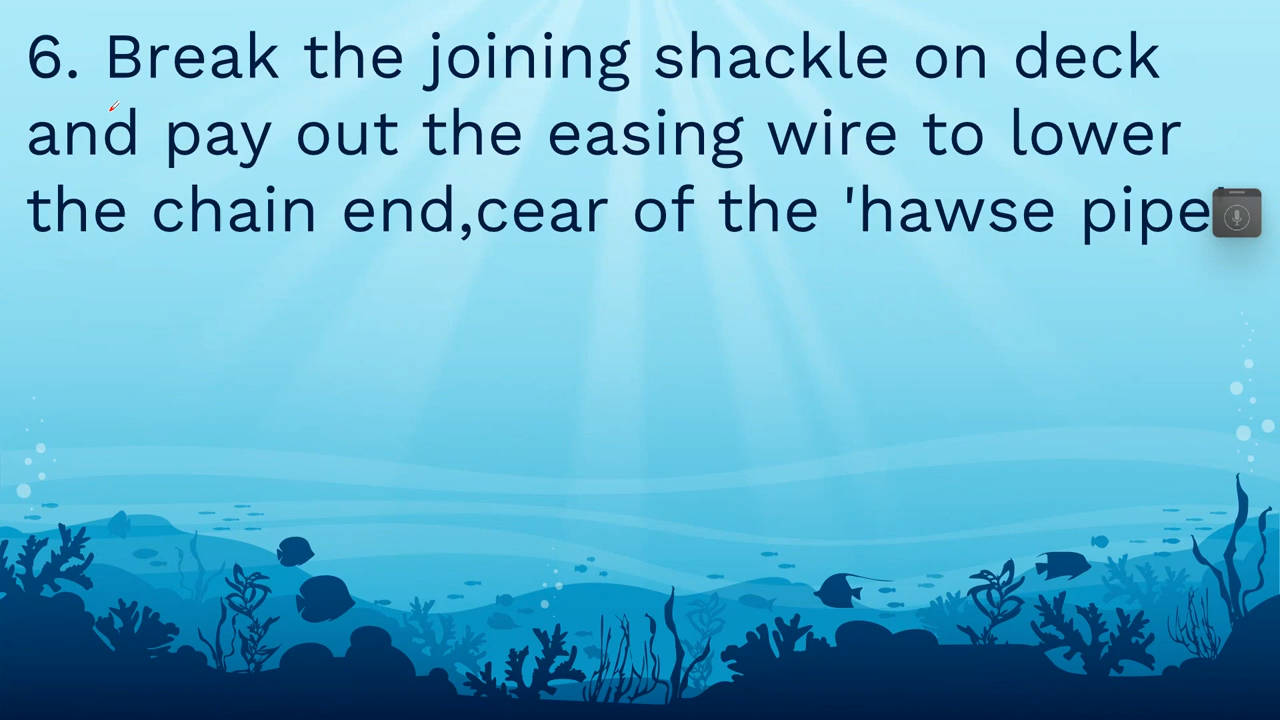 6. Break the joining shackle on deck
and pay out the easing wire to lower
the chain end,cear of the 'hawse pipe